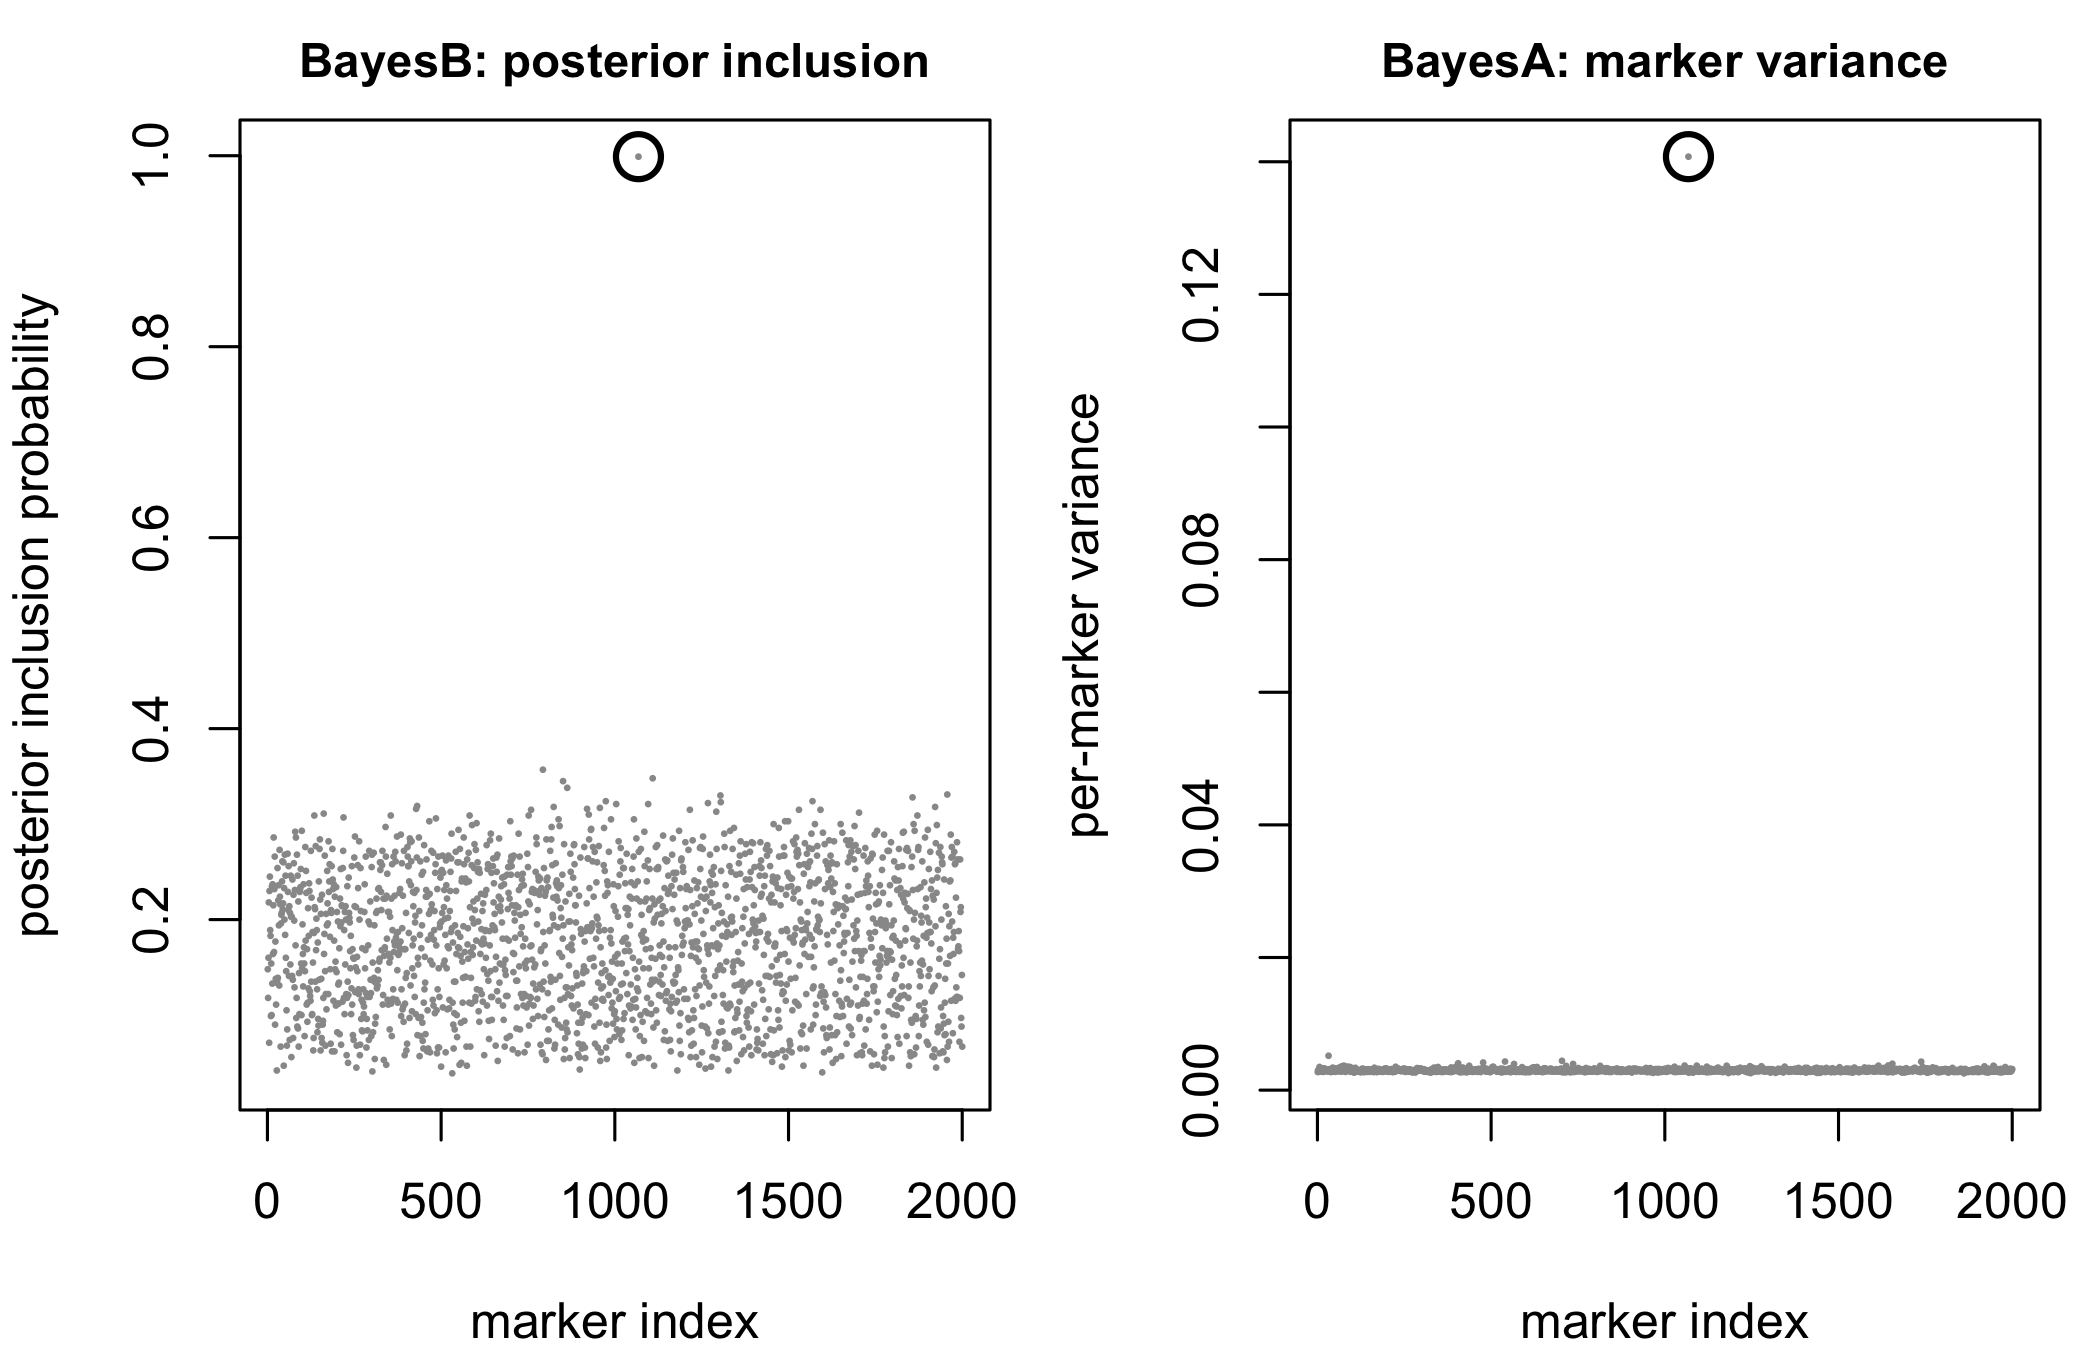 BayesB: posterior inclusion
posterior inclusion probability
1.0
0.8
0.6
0.4
0.2
0 500 1000 1500 2000
marker index
BayesA: marker variance
per-marker variance
0.12
0.08
0.04
0.00
0 500 1000 1500 2000
marker index